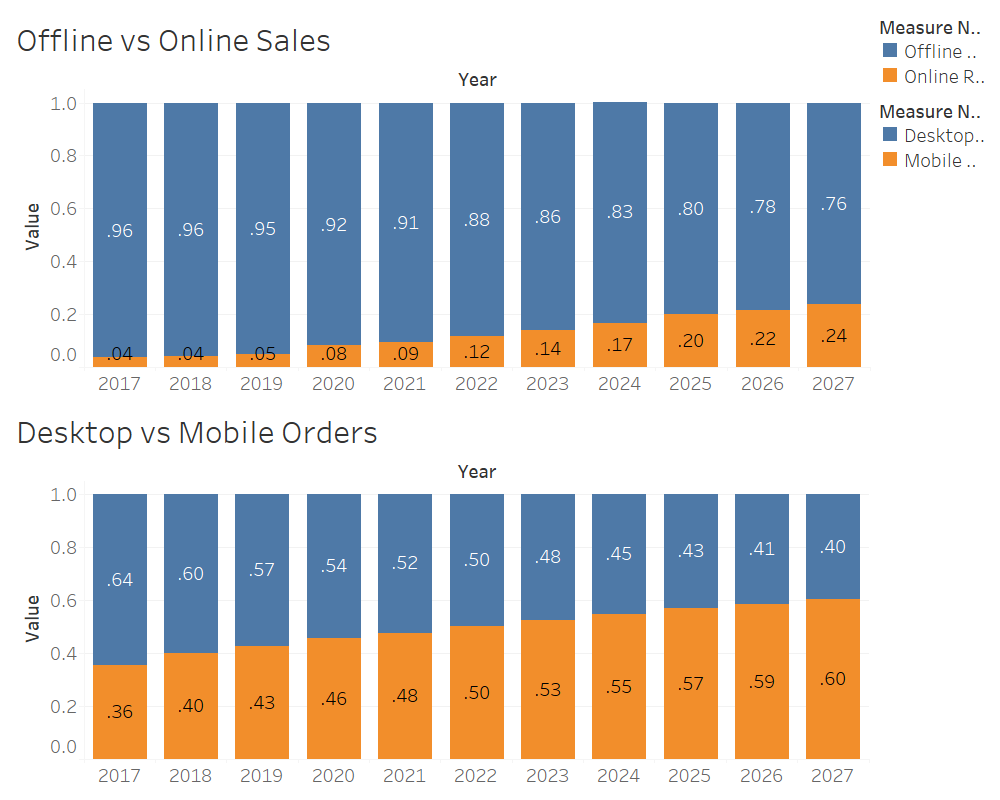 Offline vs Online Sales
Year
Value
1.0
0.8
0.6
0.4
0.2
0.0
.96 .96 .95 .92 .91 .88 .86 .83 .80 .78 .76
.04 .04 .05 .08 .09 .12 .14 .17 .20 .22 .24
2017 2018 2019 2020 2021 2022 2023 2024 2025 2026 2027
Measure N..
Offline ..
Online R..
Measure N..
Desktop..
Mobile ..
Desktop vs Mobile Orders
Year
Value
1.0
0.8
0.6
0.4
0.2
0.0
.64 .60 .57 .54 .52 .50 .48 .45 .43 .41 .40
.36 .40 .43 .46 .48 .50 .53 .55 .57 .59 .60
2017 2018 2019 2020 2021 2022 2023 2024 2025 2026 2027